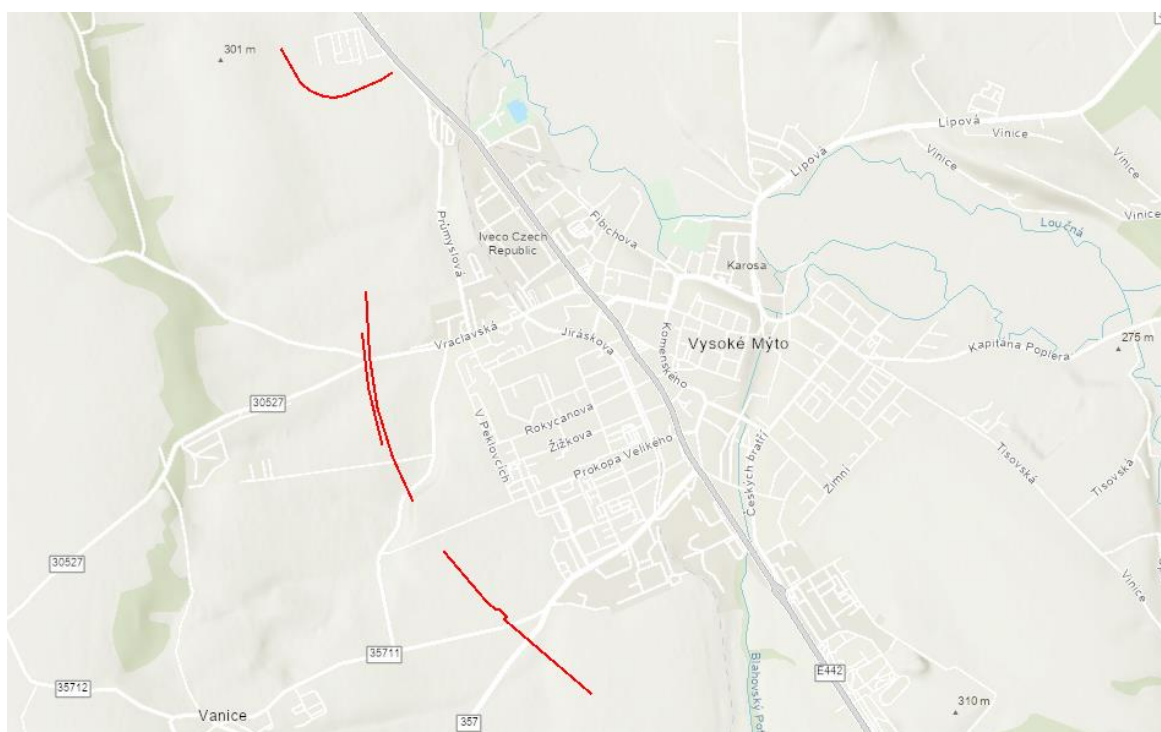 301 m
Lipová
Vinice
Lipová
Vinice
Vinice
Vinice
Loučná
Průmyslová
Iveco Czech
Republic
Fibichova
Karosa
Vraclavská
Jiráskova
Komenského
Vysoké Mýto
Kapitána Poplera
275 m
30527
V Peklovcích
Rokycanova
Žižkova
Prokopa Velikého
Českých bratří
Zimní
Tisovská
Tisovská
30527
Vinice
35711
35712
Vanice
357
E442
310 m